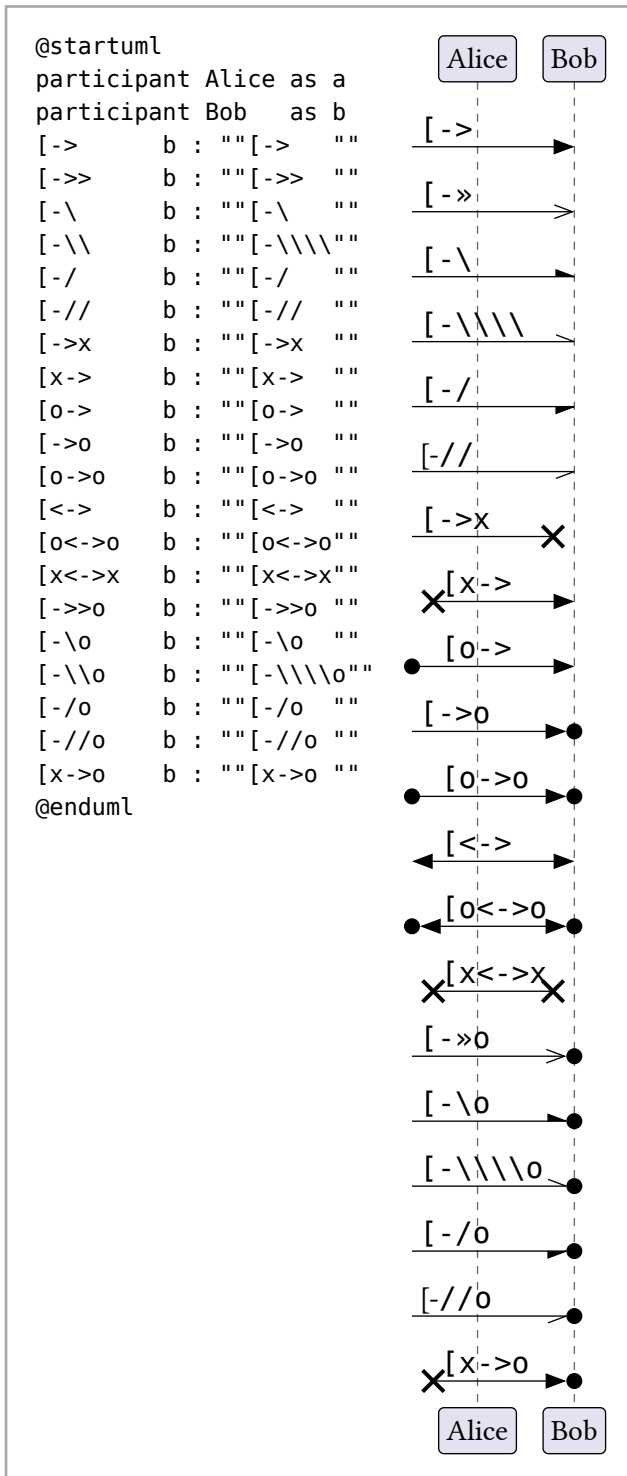 @startuml
participant Alice as a
participant Bob   as b
[->      b : ""[->   ""
[->>     b : ""[->>  ""
[-\      b : ""[-\   ""
[-\\     b : ""[-\\\\""
[-/      b : ""[-/   ""
[-//     b : ""[-//  ""
[->x     b : ""[->x  ""
[x->     b : ""[x->  ""
[o->     b : ""[o->  ""
[->o     b : ""[->o  ""
[o->o    b : ""[o->o ""
[<->     b : ""[<->  ""
[o<->o   b : ""[o<->o""
[x<->x   b : ""[x<->x""
[->>o    b : ""[->>o ""
[-\o     b : ""[-\o  ""
[-\\o    b : ""[-\\\\o""
[-/o     b : ""[-/o  ""
[-//o    b : ""[-//o ""
[x->o    b : ""[x->o ""
@enduml
Alice Bob
[->
[-»
[-\
[-\\\\
[-/
[-//
[->x
[x->
[o->
[->o
[o->o
[<->
[o<->o
[x<->x
[-»o
[-\o
[-\\\\o
[-/o
[-//o
[x->o
Alice Bob